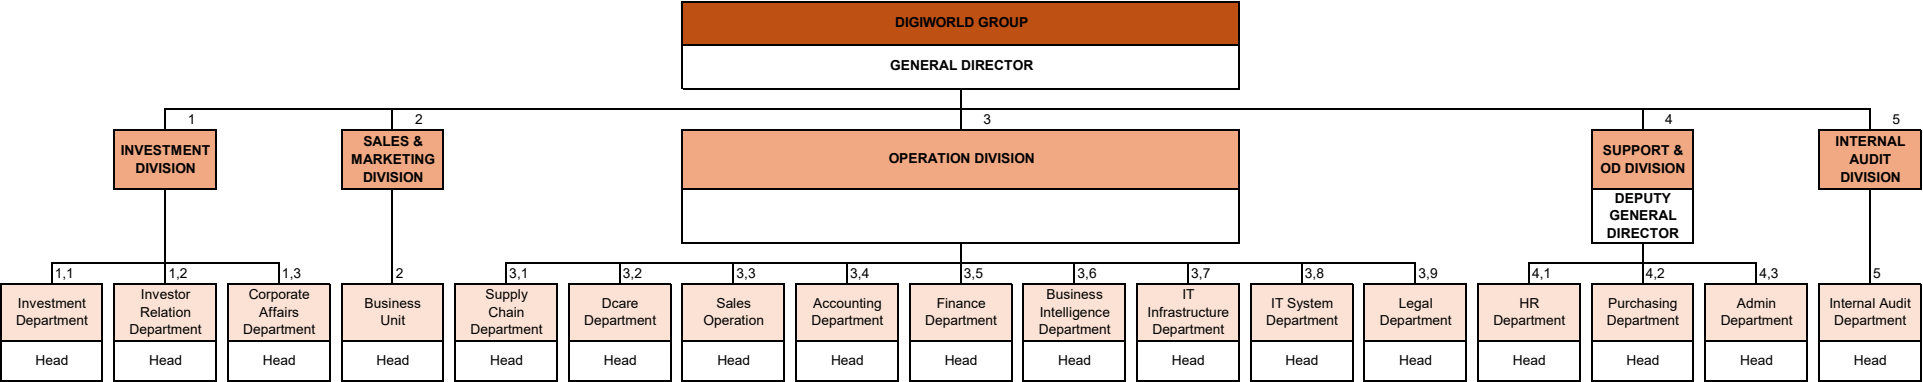 DIGIWORLD GROUP
GENERAL DIRECTOR
1
2
3
4
5
INVESTMENT
DIVISION
SALES &
MARKETING
DIVISION
OPERATION DIVISION
SUPPORT &
OD DIVISION
DEPUTY
GENERAL
DIRECTOR
INTERNAL
AUDIT
DIVISION
1,1
Investment
Department
Head
1,2
Investor
Relation
Department
Head
1,3
Corporate
Affairs
Department
Head
2
Business
Unit
Head
3,1
Supply
Chain
Department
Head
3,2
Dcare
Department
Head
3,3
Sales
Operation
Head
3,4
Accounting
Department
Head
3,5
Finance
Department
Head
3,6
Business
Intelligence
Department
Head
3,7
IT
Infrastructure
Department
Head
3,8
IT System
Department
Head
3,9
Legal
Department
Head
4,1
HR
Department
Head
4,2
Purchasing
Department
Head
4,3
Admin
Department
Head
5
Internal Audit
Department
Head